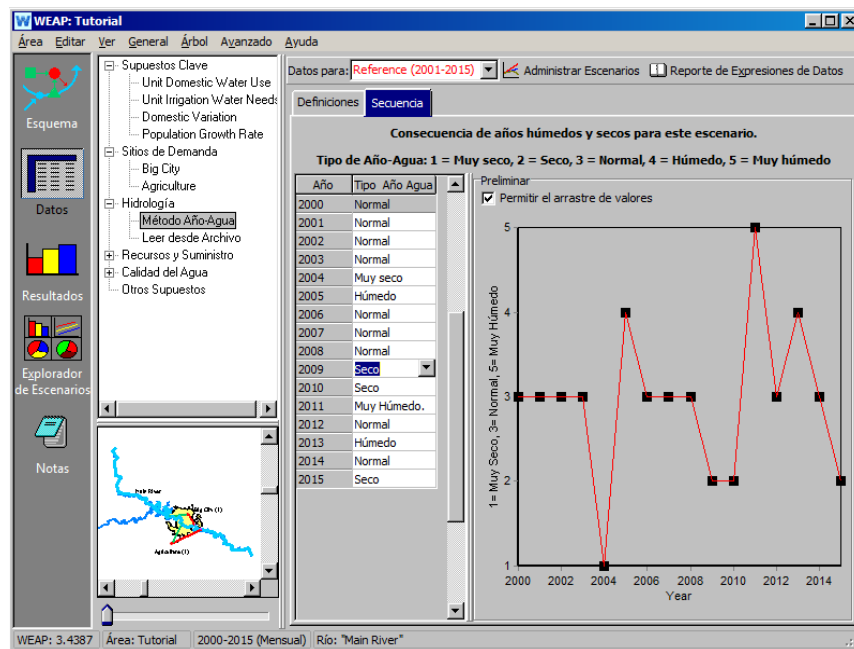 WEAP: Tutorial
Área Editar Ver General Árbol Avanzado Ayuda
Esquema
Datos
Resultados
Explorador
de Escenarios
Notas
Supuestos Clave
Unit Domestic Water Use
Unit Irrigation Water Needs
Domestic Variation
Population Growth Rate
Sitios de Demanda
Big City
Agriculture
Hidrología
Método Año-Agua
Leer desde Archivo
Recursos y Suministro
Calidad del Agua
Otros Supuestos
Main River
Big City (1)
Agriculture (1)
Datos para: Reference (2001-2015) Administrar Escenarios Reporte de Expresiones de Datos
Definiciones Secuencia
Consecuencia de años húmedos y secos para este escenario.
Tipo de Año-Agua: 1 = Muy seco, 2 = Seco, 3 = Normal, 4 = Húmedo, 5 = Muy húmedo
Año Tipo Año Agua
2000 Normal
2001 Normal
2002 Normal
2003 Normal
2004 Muy seco
2005 Húmedo
2006 Normal
2007 Normal
2008 Normal
2009 Seco
2010 Seco
2011 Muy Húmedo.
2012 Normal
2013 Húmedo
2014 Normal
2015 Seco
Preliminar
Permitir el arrastre de valores
1= Muy Seco, 3= Normal, 5= Muy Húmedo
5
4
3
2
1
2000 2002 2004 2006 2008 2010 2012 2014
Year
WEAP: 3.4387 Área: Tutorial 2000-2015 (Mensual) Río: "Main River"